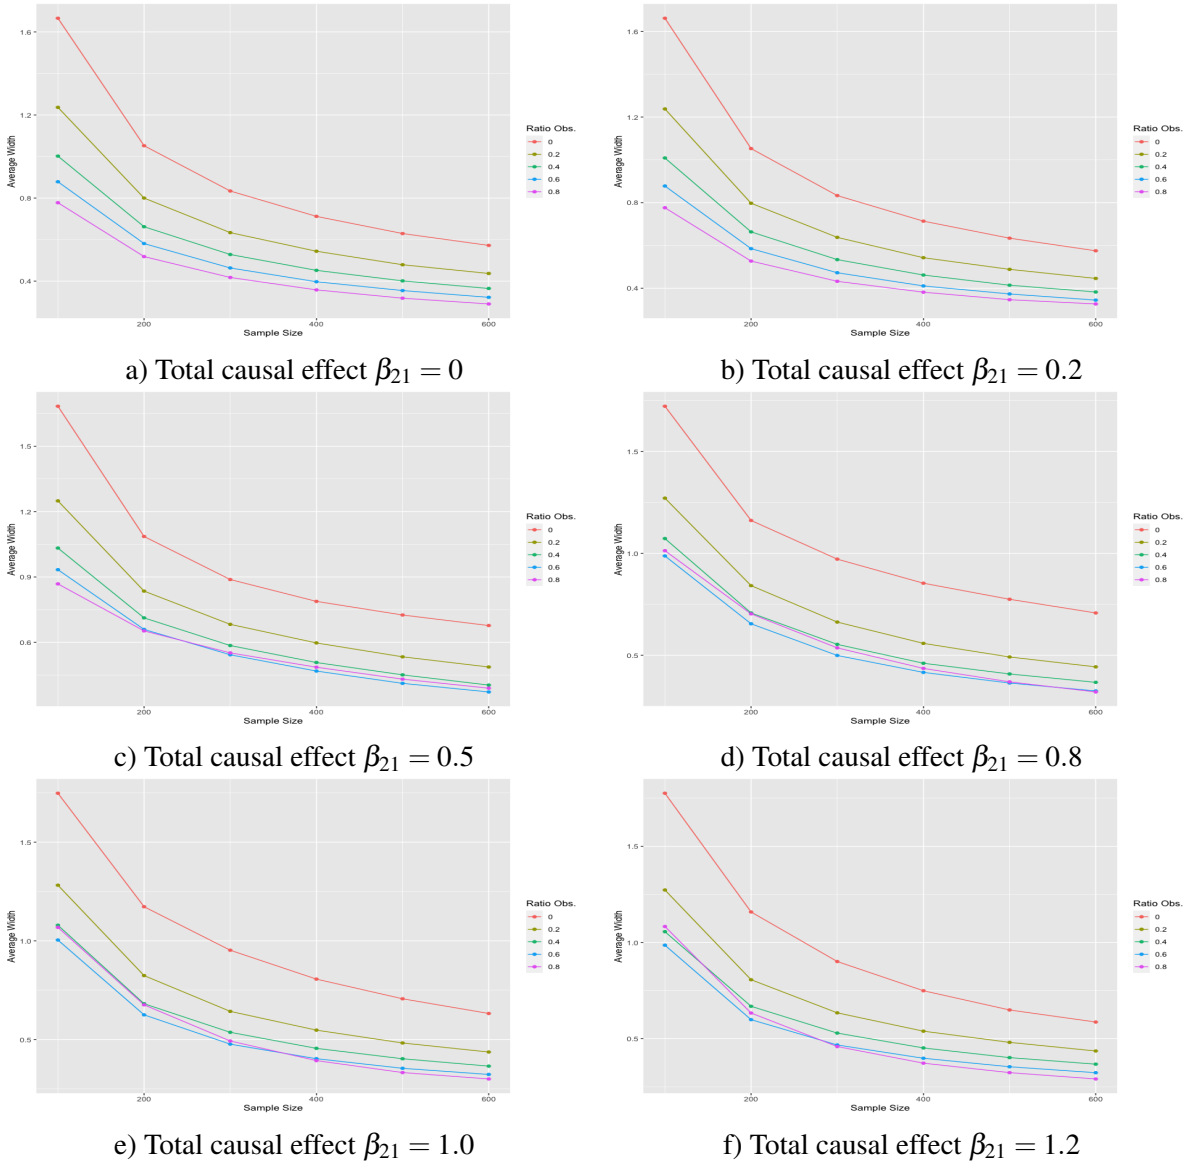 1.6
1.2
0.8
0.4
Average Width
200
400
600
Sample Size
Ratio Obs.
0
0.2
0.4
0.6
0.8
a) Total causal effect β21 = 0
1.6
1.2
0.8
0.4
Average Width
200
400
600
Sample Size
Ratio Obs.
0
0.2
0.4
0.6
0.8
b) Total causal effect β21 = 0.2
1.5
1.2
0.9
0.6
Average Width
200
400
600
Sample Size
Ratio Obs.
0
0.2
0.4
0.6
0.8
c) Total causal effect β21 = 0.5
1.5
1.0
0.5
Average Width
200
400
600
Sample Size
Ratio Obs.
0
0.2
0.4
0.6
0.8
d) Total causal effect β21 = 0.8
1.5
1.0
0.5
Average Width
200
400
600
Sample Size
Ratio Obs.
0
0.2
0.4
0.6
0.8
e) Total causal effect β21 = 1.0
1.5
1.0
0.5
Average Width
200
400
600
Sample Size
Ratio Obs.
0
0.2
0.4
0.6
0.8
f) Total causal effect β21 = 1.2